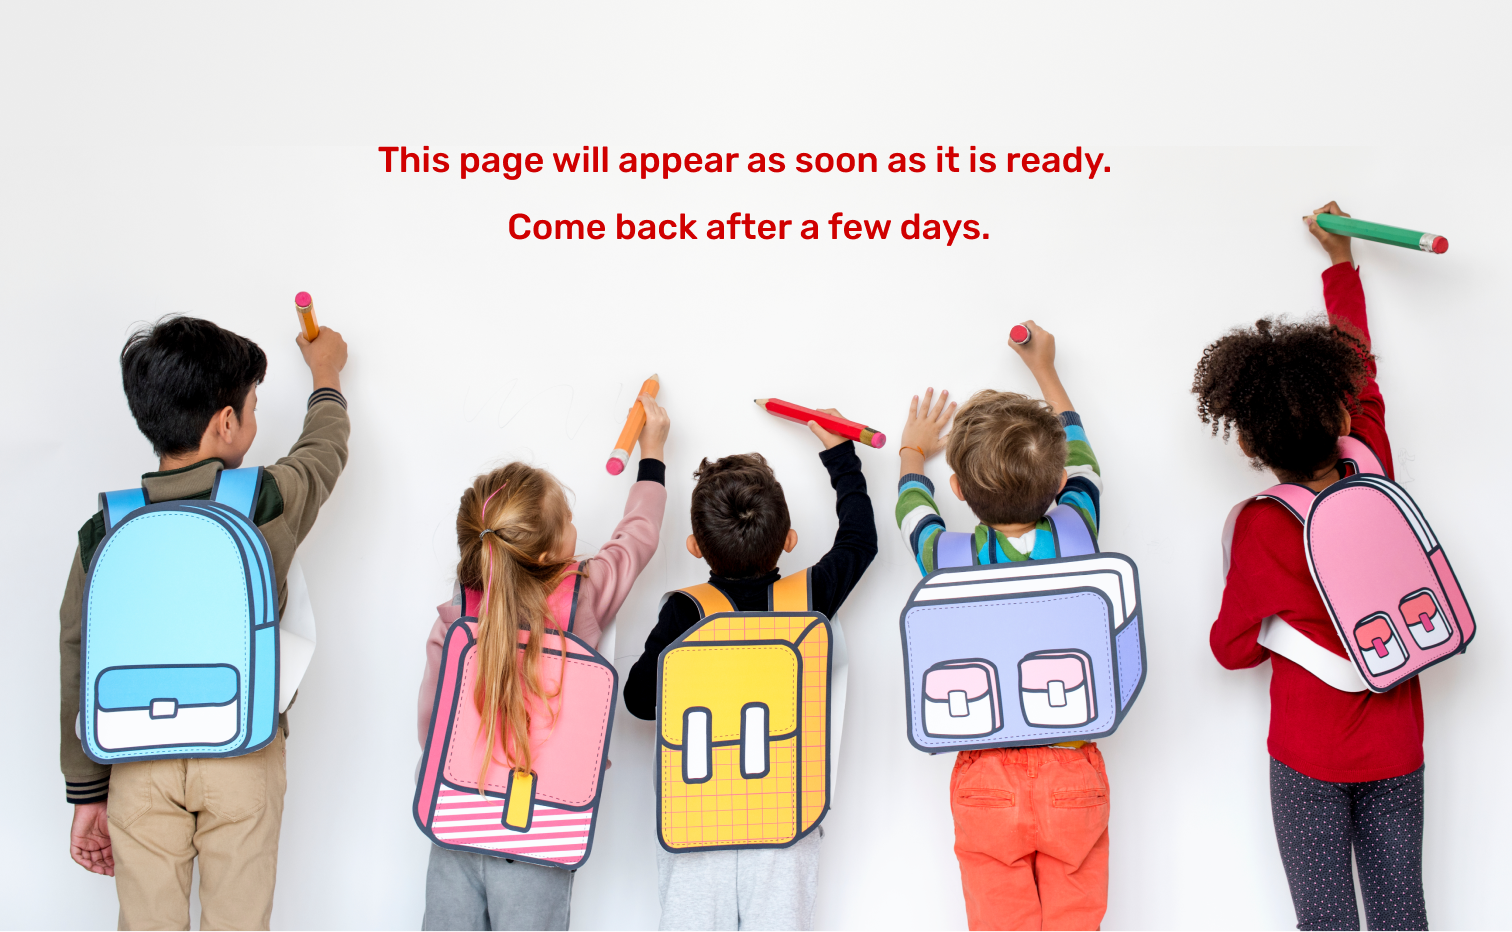 This page will appear as soon as it is ready.
Come back after a few days.